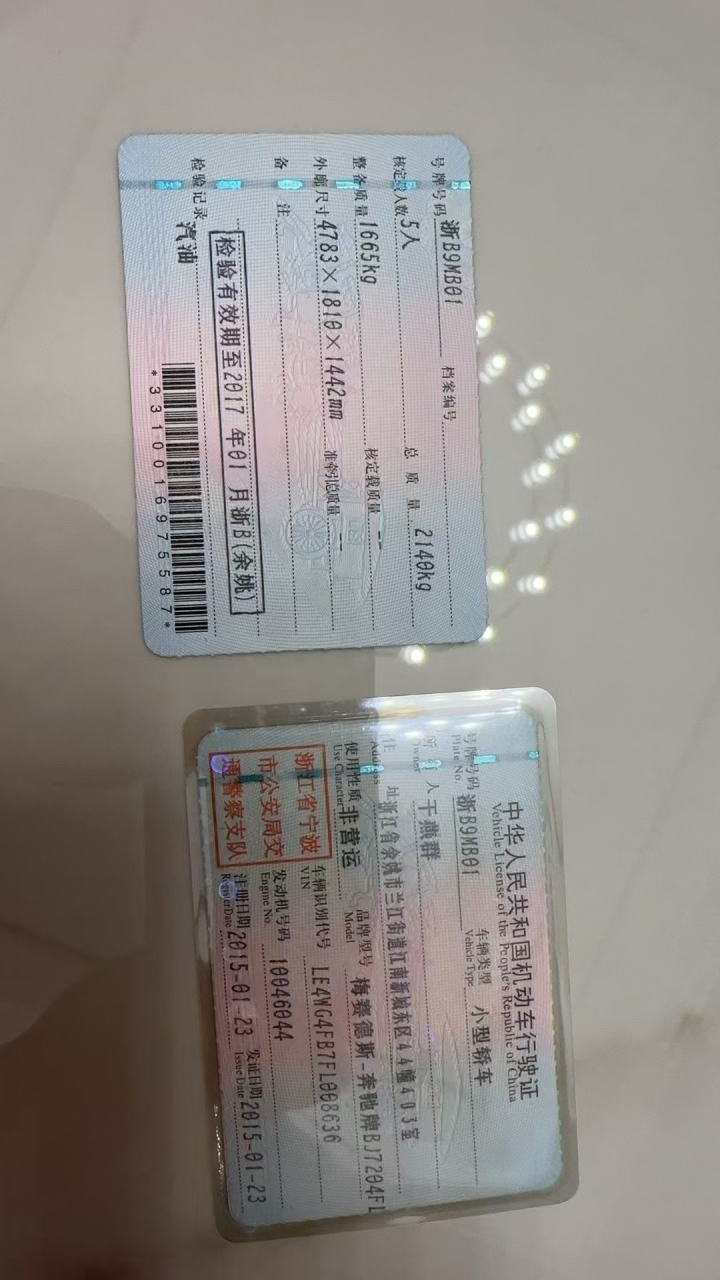 中华人民共和国机动车行驶证
Vehicle License of the People's Republic of China
号牌号码 浙B9MB01 车辆类型 小型轿车
Plate No. Vehicle Type
所有人 干燕群
Owner
住址 浙江省余姚市兰江街道江南新城东区44幢403室
Address
使用性质 非营运 品牌型号 梅赛德斯-奔驰牌BJ7204FL
Use Character Model
浙江省宁波
市公安局交
通警察支队
车辆识别代号 LE4WG4FB7FL008636
VIN
发动机号码 10046044
Engine No.
注册日期 2015-01-23 发证日期 2015-01-23
Register Date Issue Date
号牌号码 浙B9MB01 档案编号
核定载人数 5人 总质量 2140kg
整备质量 1665kg 核定载质量 --
外廓尺寸 4783×1810×1442mm 准牵引总质量 --
备注
检验有效期至2017年01月浙B(余姚)
检验记录 汽油
*3310016975587*